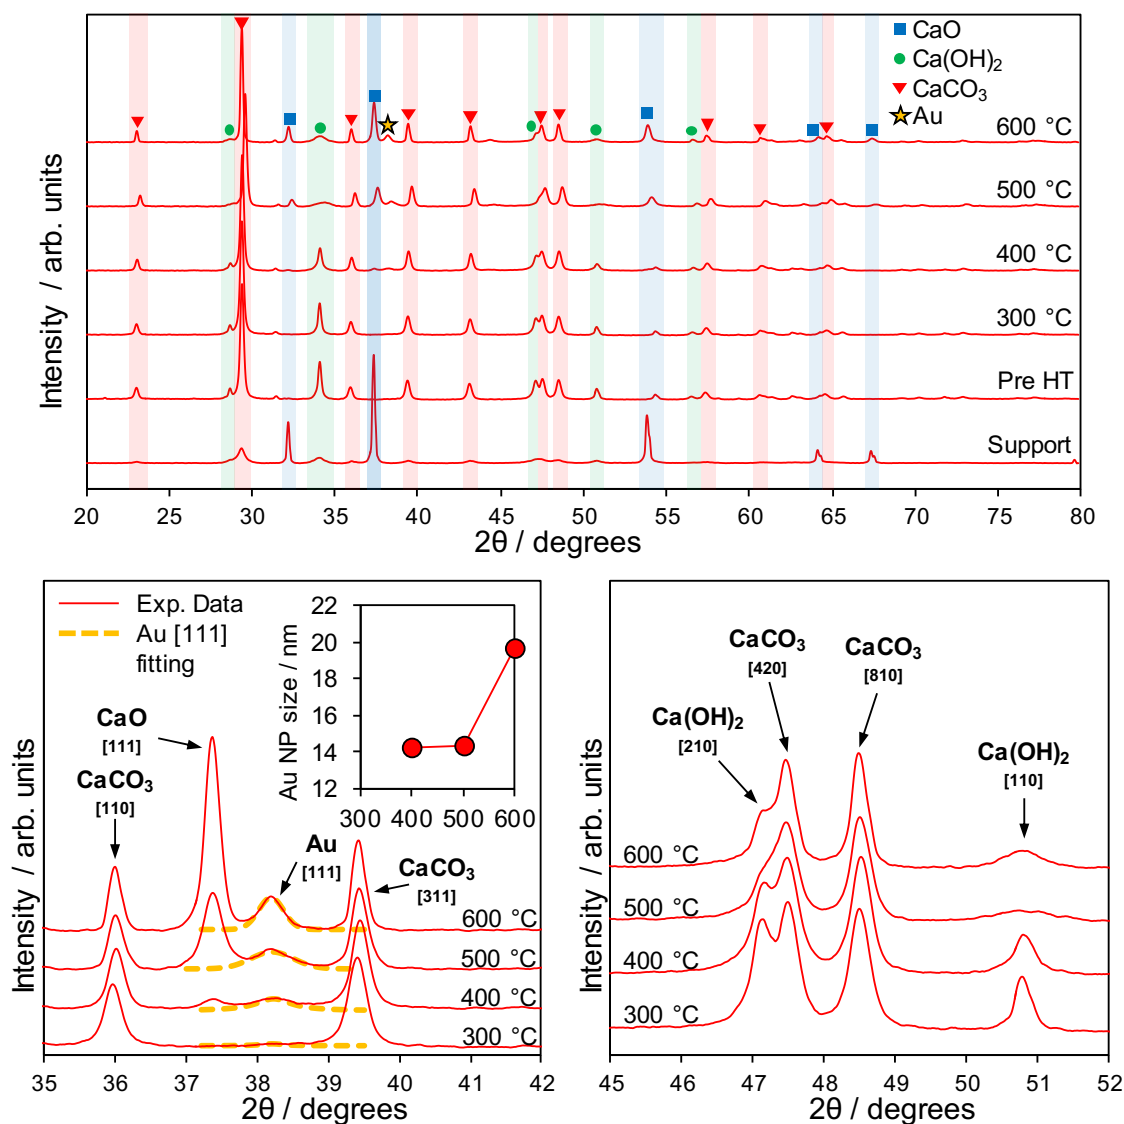 CaO
Ca(OH)2
CaCO3
Au
600 °C
500 °C
400 °C
300 °C
Pre HT
Support
Intensity / arb. units
20 25 30 35 40 45 50 55 60 65 70 75 80
2θ / degrees
Exp. Data
Au [111]
fitting
22
20
18
16
14
12
Au NP size / nm
300 400 500 600
CaO
[111]
CaCO3
[110]
Au
[111]
CaCO3
[311]
600 °C
500 °C
400 °C
300 °C
Intensity / arb. units
35 36 37 38 39 40 41 42
2θ / degrees
CaCO3
[420]
CaCO3
[810]
Ca(OH)2
[210]
Ca(OH)2
[110]
600 °C
500 °C
400 °C
300 °C
Intensity / arb. units
45 46 47 48 49 50 51 52
2θ / degrees